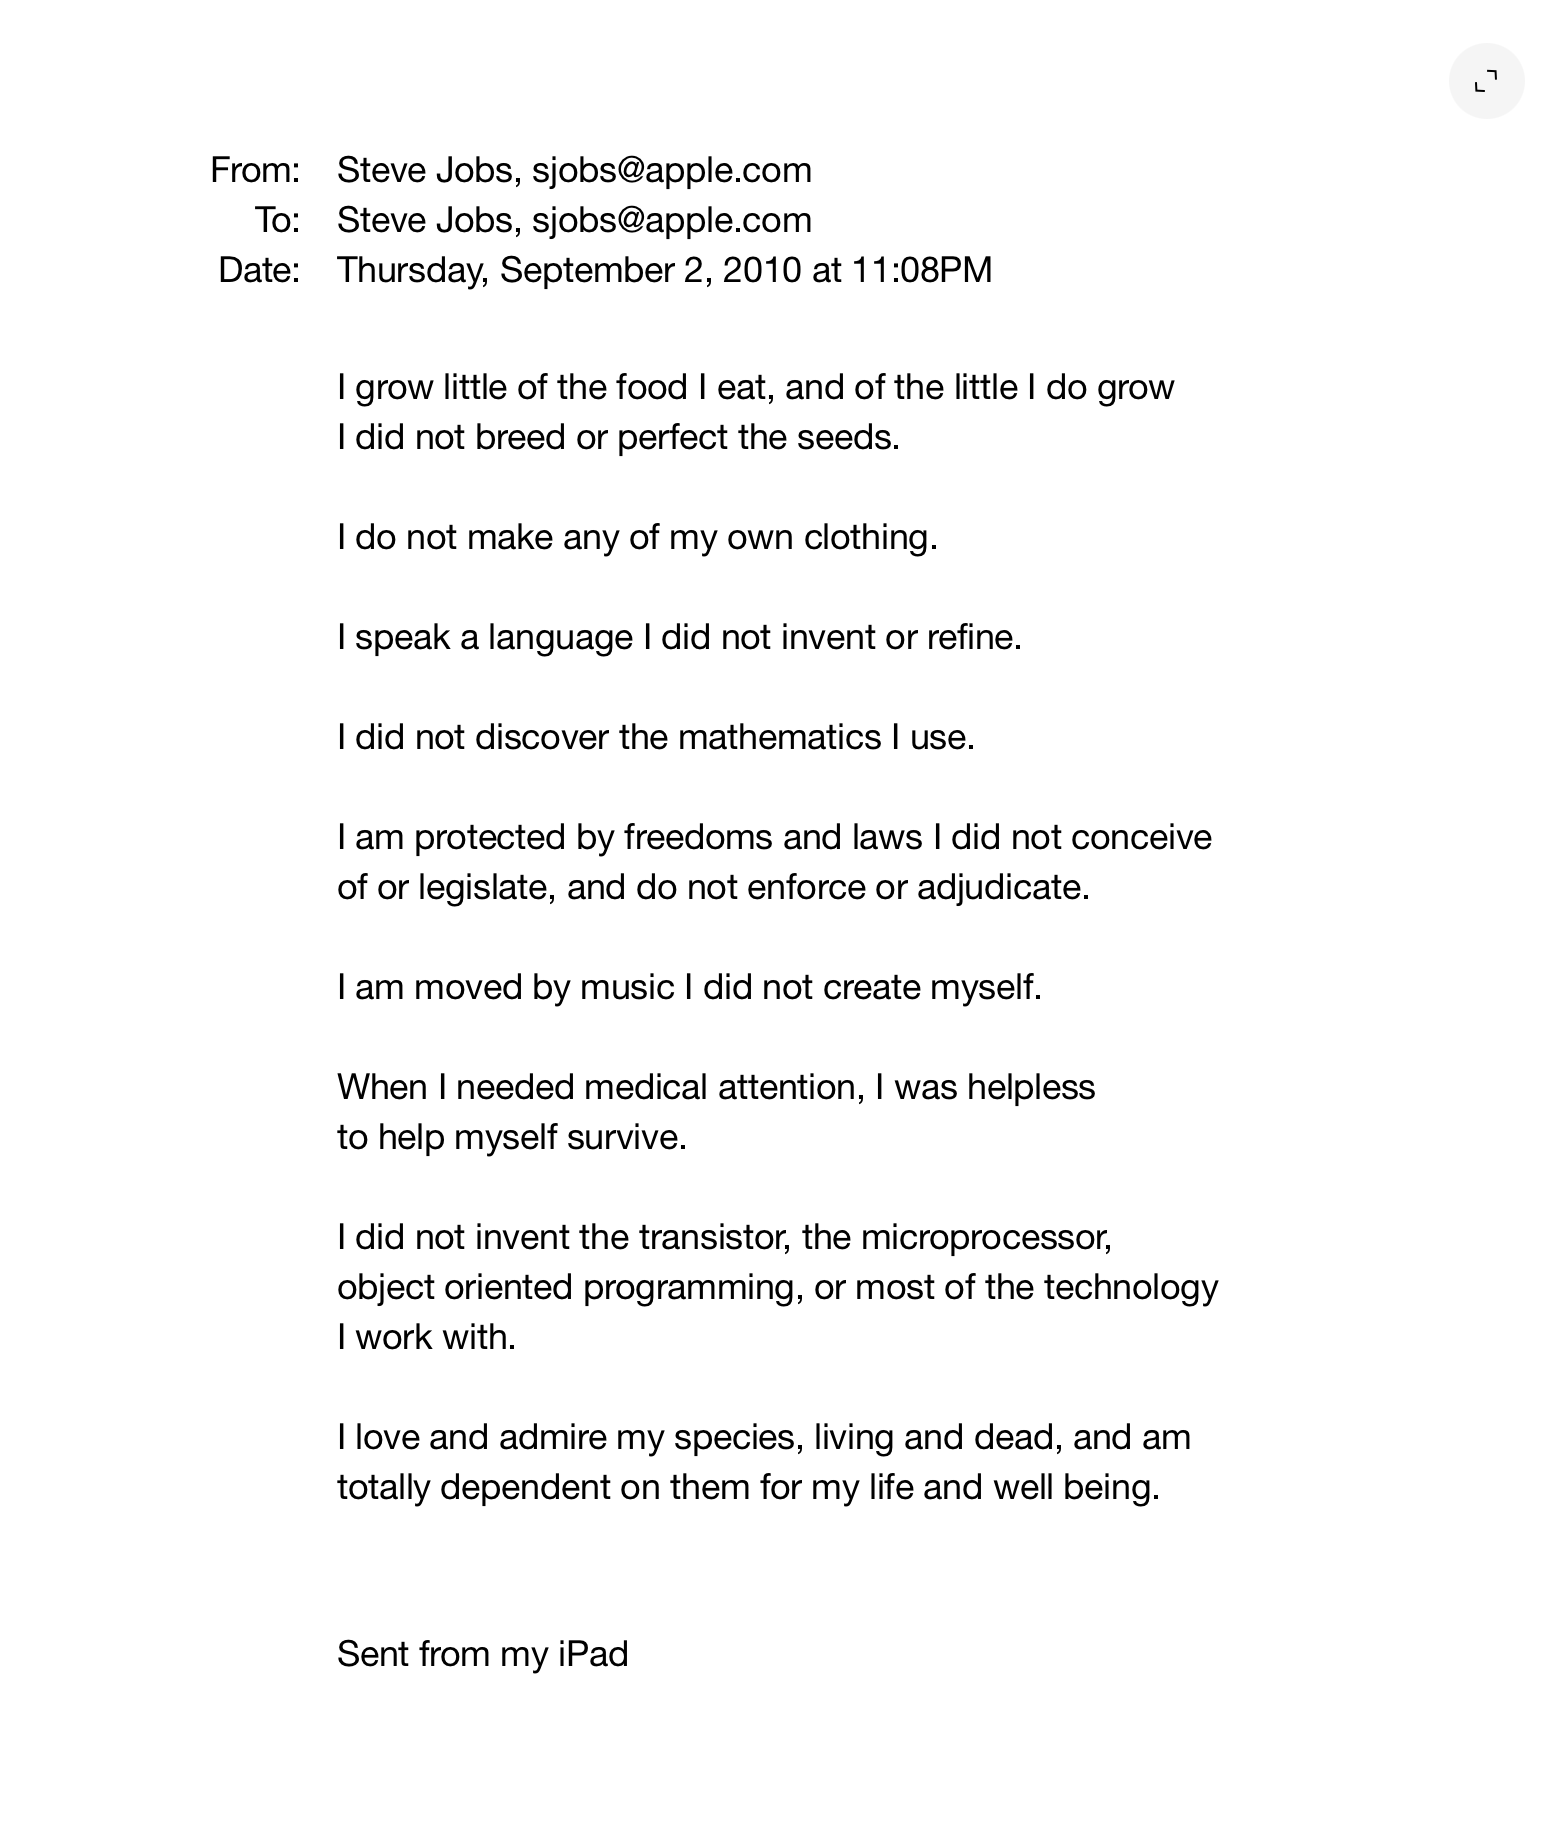 From: Steve Jobs, sjobs@apple.com
To: Steve Jobs, sjobs@apple.com
Date: Thursday, September 2, 2010 at 11:08PM
I grow little of the food I eat, and of the little I do grow
I did not breed or perfect the seeds.
I do not make any of my own clothing.
I speak a language I did not invent or refine.
I did not discover the mathematics I use.
I am protected by freedoms and laws I did not conceive
of or legislate, and do not enforce or adjudicate.
I am moved by music I did not create myself.
When I needed medical attention, I was helpless
to help myself survive.
I did not invent the transistor, the microprocessor,
object oriented programming, or most of the technology
I work with.
I love and admire my species, living and dead, and am
totally dependent on them for my life and well being.
Sent from my iPad